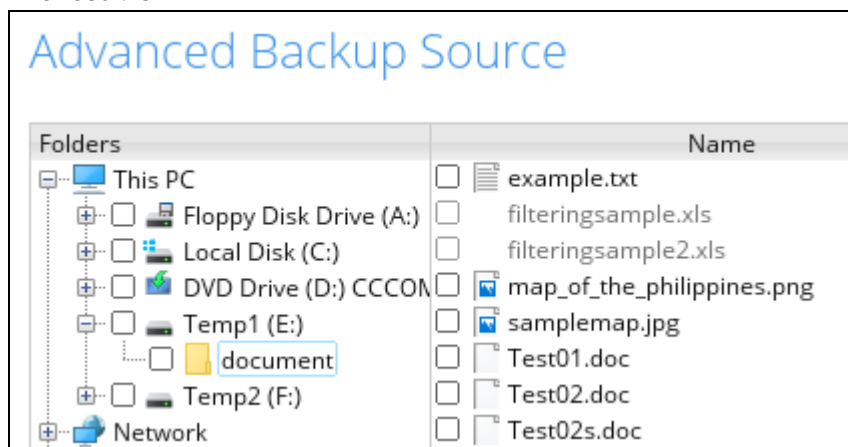 Advanced Backup Source
Folders
This PC
Floppy Disk Drive (A:)
Local Disk (C:)
DVD Drive (D:) CCCOM
Temp1 (E:)
document
Temp2 (F:)
Network
Name
example.txt
filteringsample.xls
filteringsample2.xls
map_of_the_philippines.png
samplemap.jpg
Test01.doc
Test02.doc
Test02s.doc